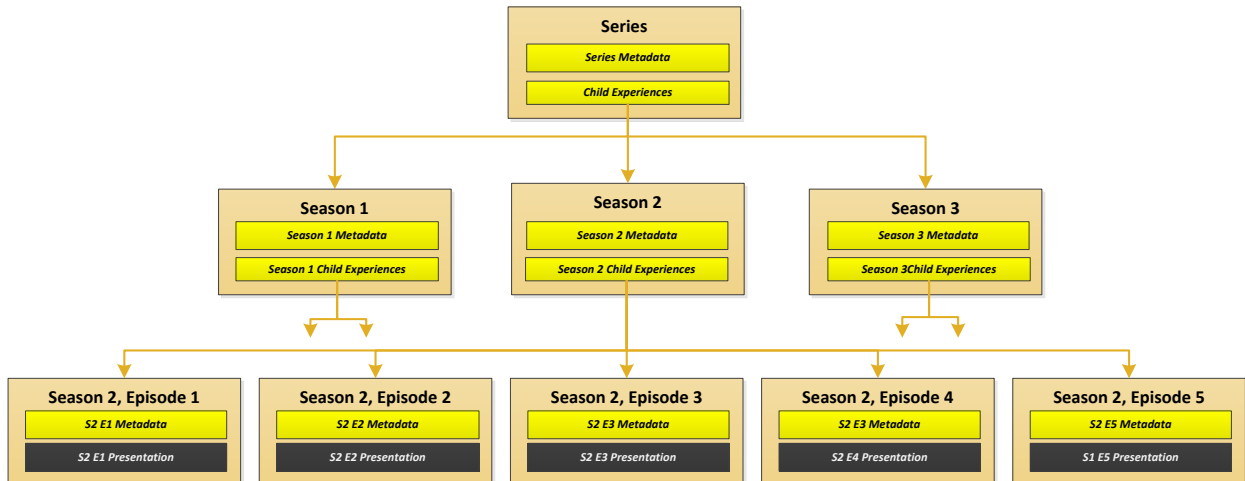 Series
Series Metadata
Child Experiences
Season 1
Season 1 Metadata
Season 1 Child Experiences
Season 2
Season 2 Metadata
Season 2 Child Experiences
Season 3
Season 3 Metadata
Season 3Child Experiences
Season 2, Episode 1
S2 E1 Metadata
S2 E1 Presentation
Season 2, Episode 2
S2 E2 Metadata
S2 E2 Presentation
Season 2, Episode 3
S2 E3 Metadata
S2 E3 Presentation
Season 2, Episode 4
S2 E3 Metadata
S2 E4 Presentation
Season 2, Episode 5
S2 E5 Metadata
S1 E5 Presentation